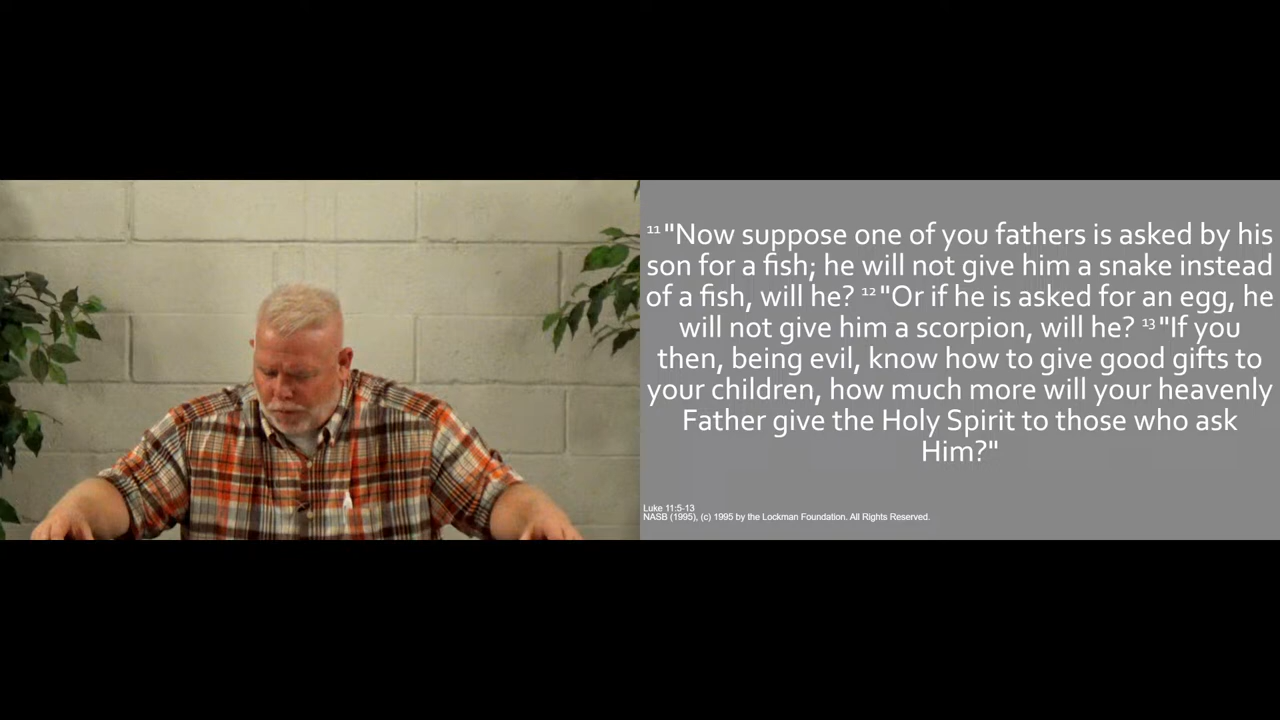 11 "Now suppose one of you fathers is asked by his
son for a fish; he will not give him a snake instead
of a fish, will he? 12 "Or if he is asked for an egg, he
will not give him a scorpion, will he? 13 "If you
then, being evil, know how to give good gifts to
your children, how much more will your heavenly
Father give the Holy Spirit to those who ask
Him?"
Luke 11:5-13
NASB (1995), (c) 1995 by the Lockman Foundation. All Rights Reserved.